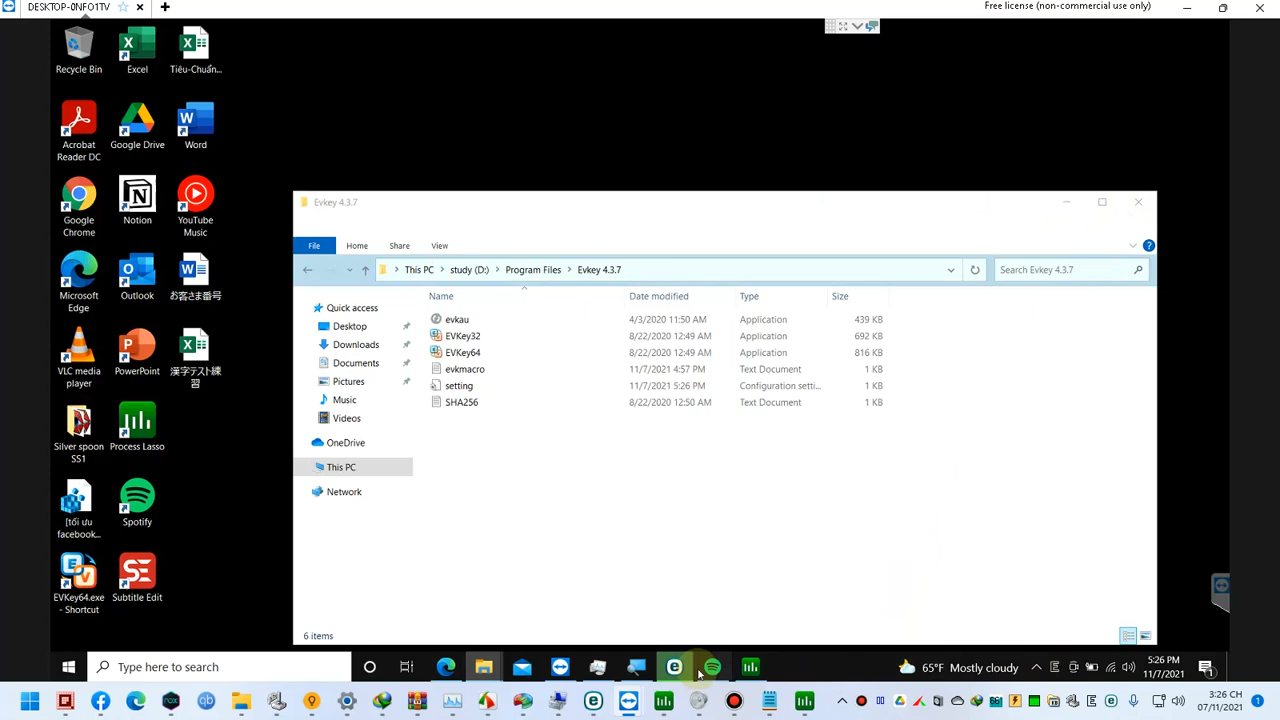 DESKTOP-0NFO1TV
Free license (non-commercial use only)
Recycle Bin
Excel
Tiêu-Chuẩn...
Acrobat Reader DC
Google Drive
Word
Google Chrome
Notion
YouTube Music
Microsoft Edge
Outlook
お客さま番号
VLC media player
PowerPoint
漢字テスト練習
Silver spoon SS1
Process Lasso
[tối ưu facebook...
Spotify
EVKey64.exe - Shortcut
Subtitle Edit
Evkey 4.3.7
File Home Share View
This PC > study (D:) > Program Files > Evkey 4.3.7
Search Evkey 4.3.7
Name Date modified Type Size
Quick access
Desktop
Downloads
Documents
Pictures
Music
Videos
OneDrive
This PC
Network
evkau 4/3/2020 11:50 AM Application 439 KB
EVKey32 8/22/2020 12:49 AM Application 692 KB
EVKey64 8/22/2020 12:49 AM Application 816 KB
evkmacro 11/7/2021 4:57 PM Text Document 1 KB
setting 11/7/2021 5:26 PM Configuration setti... 1 KB
SHA256 8/22/2020 12:50 AM Text Document 1 KB
6 items
Type here to search
65°F Mostly cloudy
5:26 PM
11/7/2021
1
3:26 CH
07/11/2021
1